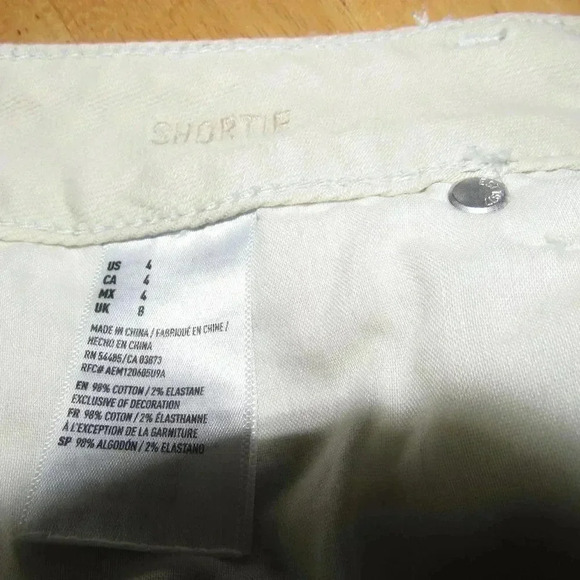 SHORTIE
US 4
CA 4
MX 4
UK 8
MADE IN CHINA / FABRIQUÉ EN CHINE /
HECHO EN CHINA
RN 54485 / CA 03873
RFC# AEM120605U9A
EN 98% COTTON / 2% ELASTANE
EXCLUSIVE OF DECORATION
FR 98% COTON / 2% ÉLASTHANNE
À L'EXCEPTION DE LA GARNITURE
SP 98% ALGODÓN / 2% ELASTANO